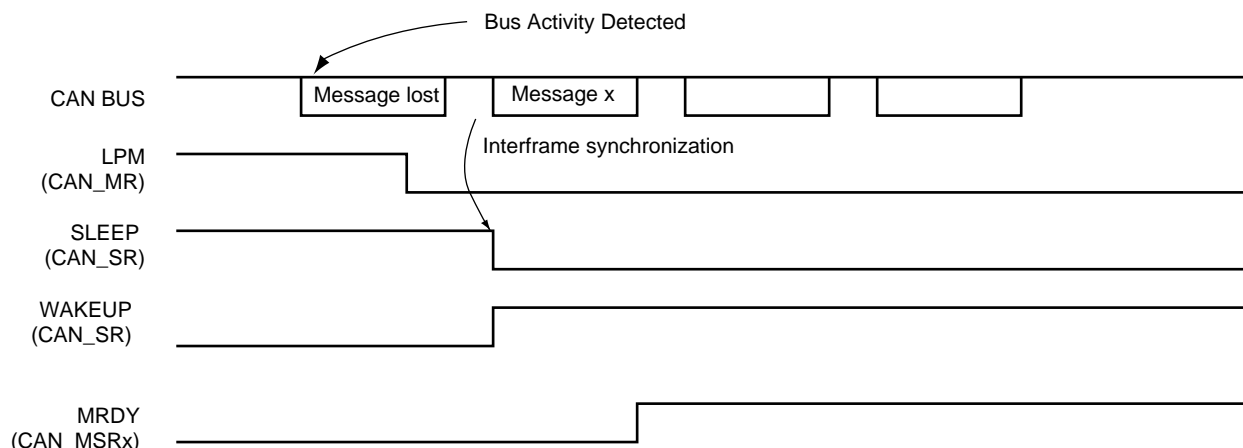 Bus Activity Detected
CAN BUS
Message lost
Message x
Interframe synchronization
LPM
(CAN_MR)
SLEEP
(CAN_SR)
WAKEUP
(CAN_SR)
MRDY
(CAN_MSRx)